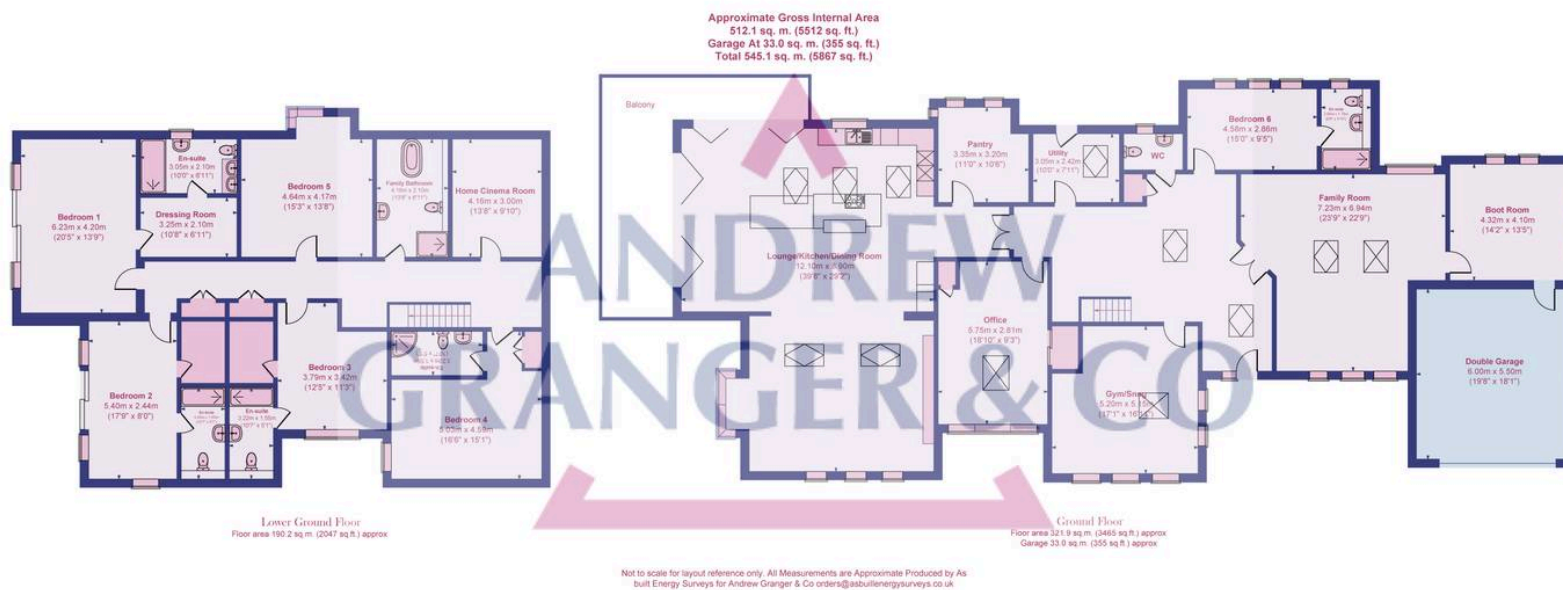 Approximate Gross Internal Area
512.1 sq. m. (5512 sq. ft.)
Garage At 33.0 sq. m. (355 sq. ft.)
Total 545.1 sq. m. (5867 sq. ft.)
Bedroom 1
6.23m x 4.20m
(20'5" x 13'9")
En-suite
3.05m x 2.10m
(10'0" x 6'11")
Dressing Room
3.25m x 2.10m
(10'8" x 6'11")
Bedroom 5
4.64m x 4.17m
(15'3" x 13'8")
Family Bathroom
Home Cinema Room
4.16m x 3.00m
(13'8" x 9'10")
Bedroom 2
5.40m x 2.44m
(17'9" x 8'0")
En-suite
En-suite
Bedroom 3
3.79m x 3.42m
(12'5" x 11'3")
En-suite
Bedroom 4
5.03m x 4.59m
(16'6" x 15'1")
Lower Ground Floor
Floor area 190.2 sq.m. (2047 sq.ft.) approx
Balcony
Lounge/Kitchen/Dining Room
Pantry
3.35m x 3.20m
(11'0" x 10'6")
Utility
3.05m x 2.42m
(10'0" x 7'11")
WC
Bedroom 6
4.58m x 2.86m
(15'0" x 9'5")
En-suite
Family Room
7.23m x 6.94m
(23'9" x 22'9")
Boot Room
4.32m x 4.10m
(14'2" x 13'5")
Office
5.75m x 2.81m
(18'10" x 9'3")
Gym/Snug
Double Garage
6.00m x 5.50m
(19'8" x 18'1")
ANDREW
GRANGER & CO
Ground Floor
Floor area 321.9 sq.m. (3465 sq.ft.) approx
Garage 33.0 sq.m. (355 sq.ft.) approx
Not to scale for layout reference only. All Measurements are Approximate Produced by As
built Energy Surveys for Andrew Granger & Co orders@asbuiltenergysurveys.co.uk